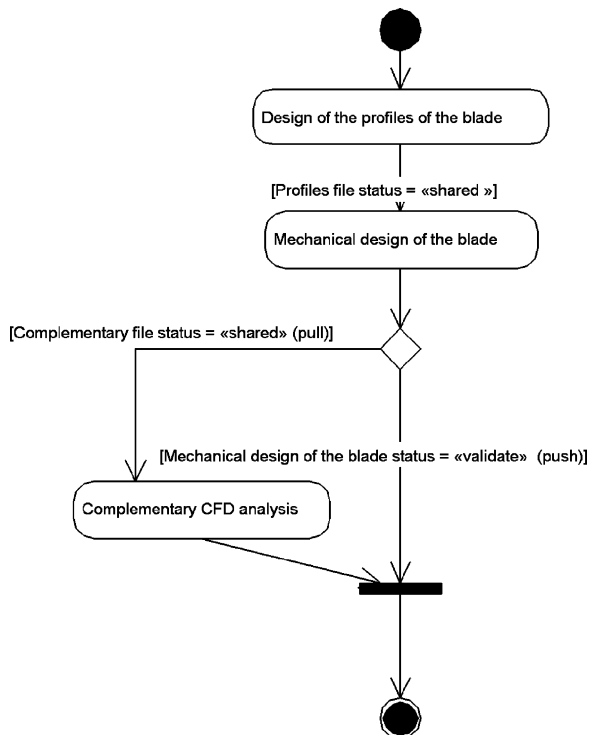 Design of the profiles of the blade
[Profiles file status = «shared »]
Mechanical design of the blade
[Complementary file status = «shared» (pull)]
[Mechanical design of the blade status = «validate» (push)]
Complementary CFD analysis